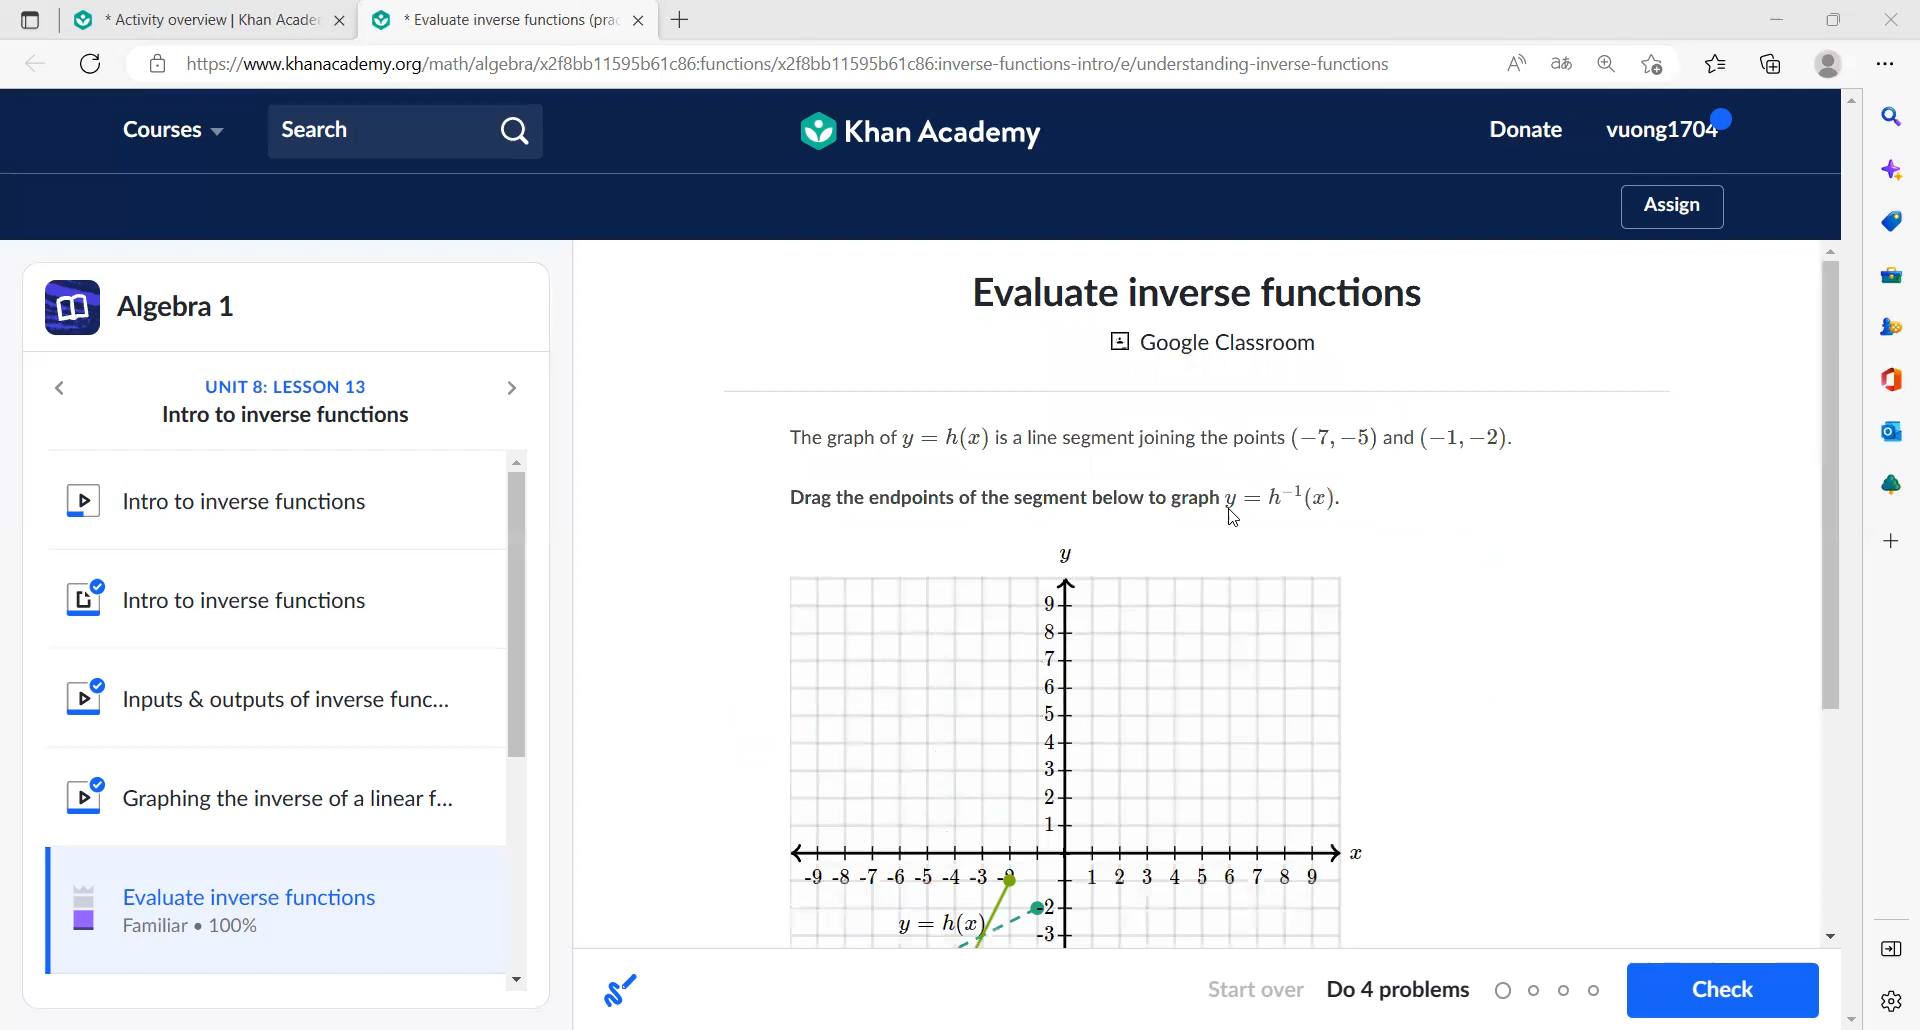 * Activity overview | Khan Acade
* Evaluate inverse functions (prac
https://www.khanacademy.org/math/algebra/x2f8bb11595b61c86:functions/x2f8bb11595b61c86:inverse-functions-intro/e/understanding-inverse-functions
Courses
Search
Khan Academy
Donate
vuong1704
Assign
Algebra 1
UNIT 8: LESSON 13
Intro to inverse functions
Intro to inverse functions
Intro to inverse functions
Inputs & outputs of inverse func...
Graphing the inverse of a linear f...
Evaluate inverse functions
Familiar • 100%
Evaluate inverse functions
Google Classroom
The graph of y = h(x) is a line segment joining the points (−7, −5) and (−1, −2).
Drag the endpoints of the segment below to graph y = h⁻¹(x).
y
9
8
7
6
5
4
3
2
1
x
-9 -8 -7 -6 -5 -4 -3 -2 1 2 3 4 5 6 7 8 9
-2
y = h(x)
-3
Start over
Do 4 problems
Check